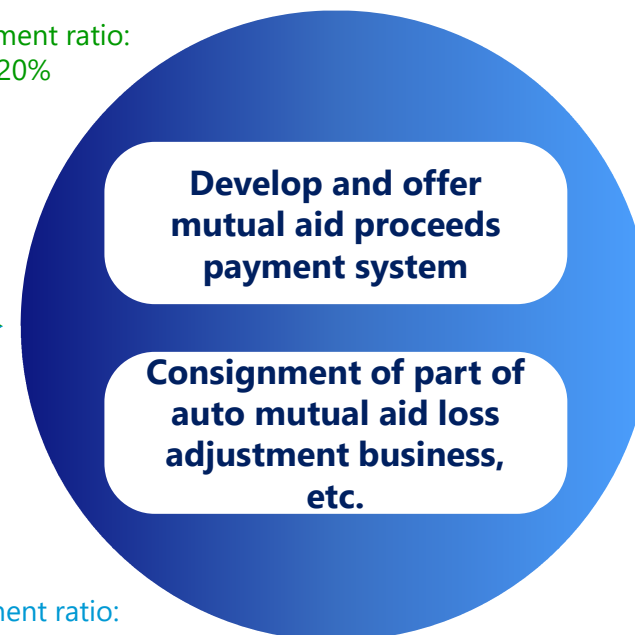 ment ratio:
20%
Develop and offer
mutual aid proceeds
payment system
Consignment of part of
auto mutual aid loss
adjustment business,
etc.
ment ratio: